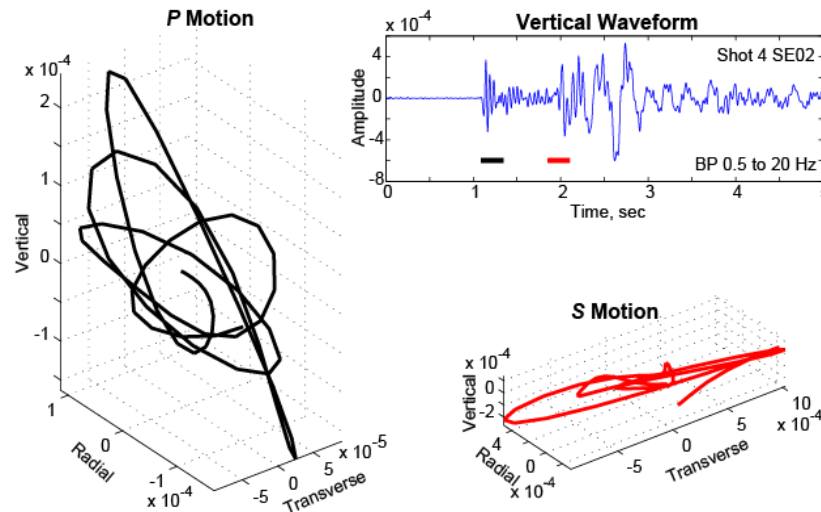 P Motion
x 10⁻⁴
2
1
0
-1
Vertical
1
0
-1
x 10⁻⁴
Radial
-5
0
5
x 10⁻⁵
Transverse
Vertical Waveform
x 10⁻⁴
4
0
-4
-8
Amplitude
Shot 4 SE02
BP 0.5 to 20 Hz
0
1
2
3
4
5
Time, sec
S Motion
x 10⁻⁴
0
-2
Vertical
4
0
x 10⁻⁴
Radial
-5
0
5
10
x 10⁻⁴
Transverse